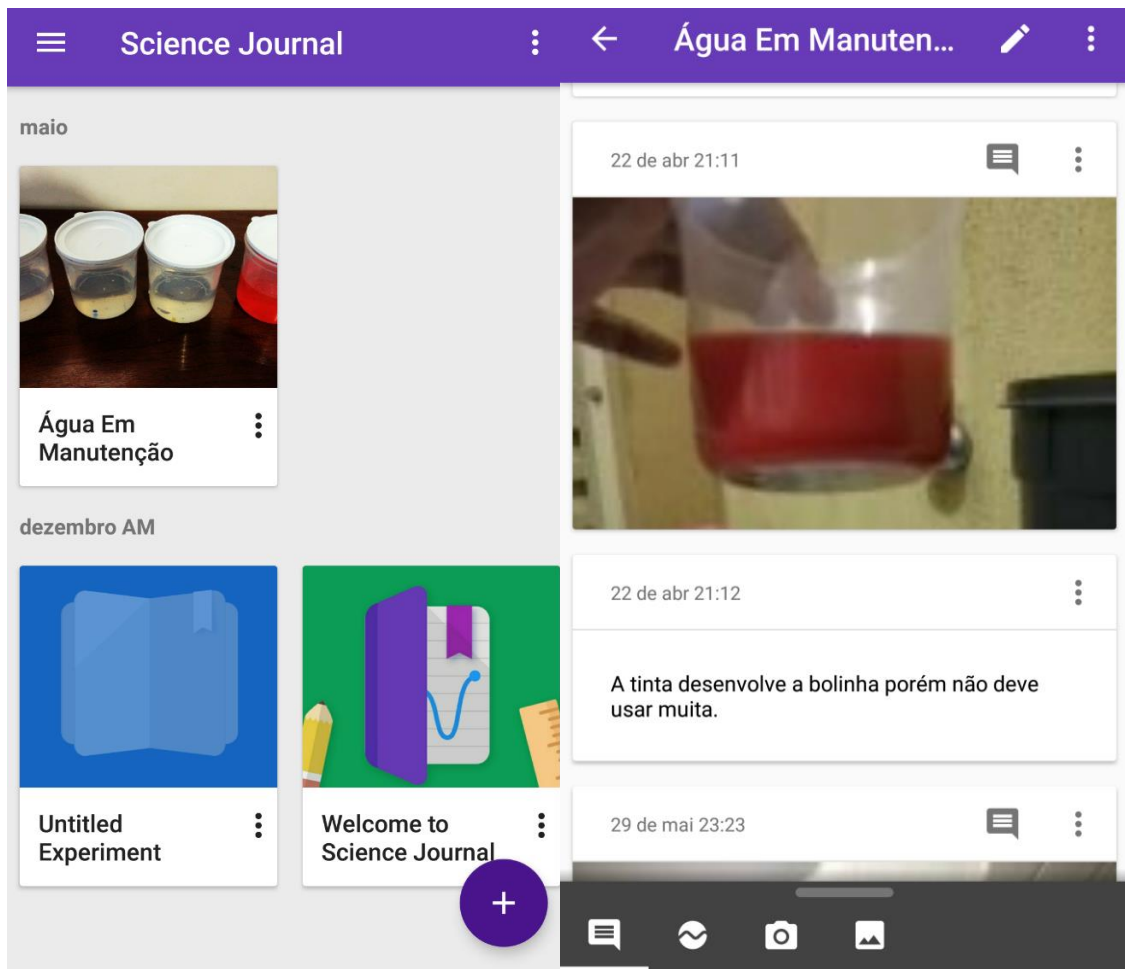 Science Journal
maio
Água Em
Manutenção
dezembro AM
Untitled
Experiment
Welcome to
Science Journal
Água Em Manuten...
22 de abr 21:11
22 de abr 21:12
A tinta desenvolve a bolinha porém não deve
usar muita.
29 de mai 23:23